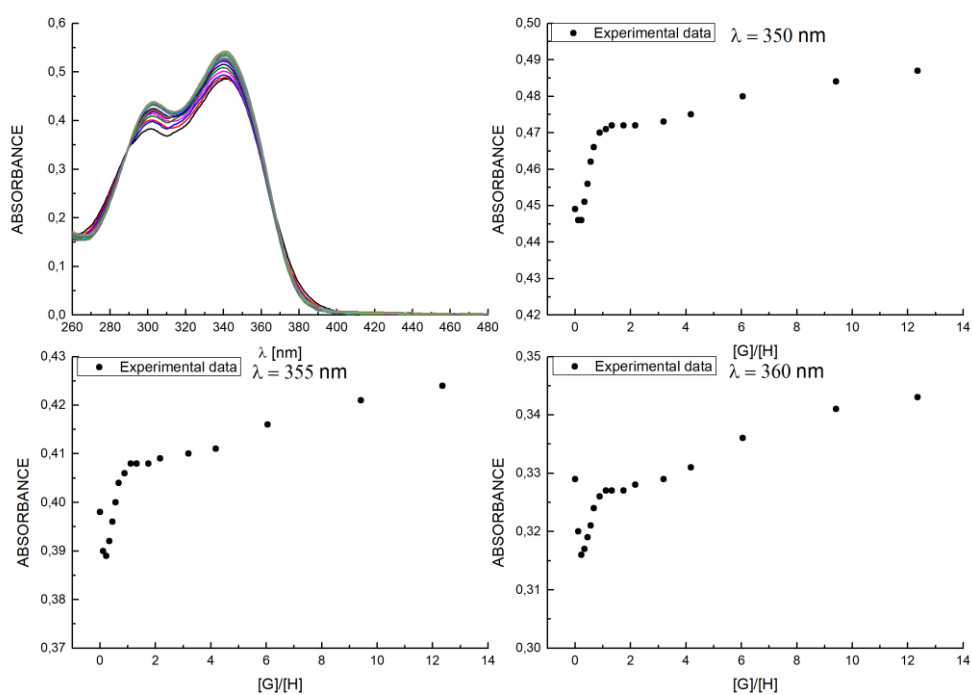 0,6
0,5
0,4
0,3
0,2
0,1
0,0
ABSORBANCE
260 280 300 320 340 360 380 400 420 440 460 480
λ [nm]
Experimental data
λ = 350 nm
0,50
0,49
0,48
0,47
0,46
0,45
0,44
0,43
0,42
ABSORBANCE
0 2 4 6 8 10 12 14
Experimental data
λ = 355 nm
0,43
0,42
0,41
0,40
0,39
0,38
0,37
ABSORBANCE
0 2 4 6 8 10 12 14
[G]/[H]
Experimental data
λ = 360 nm
0,35
0,34
0,33
0,32
0,31
0,30
ABSORBANCE
0 2 4 6 8 10 12 14
[G]/[H]